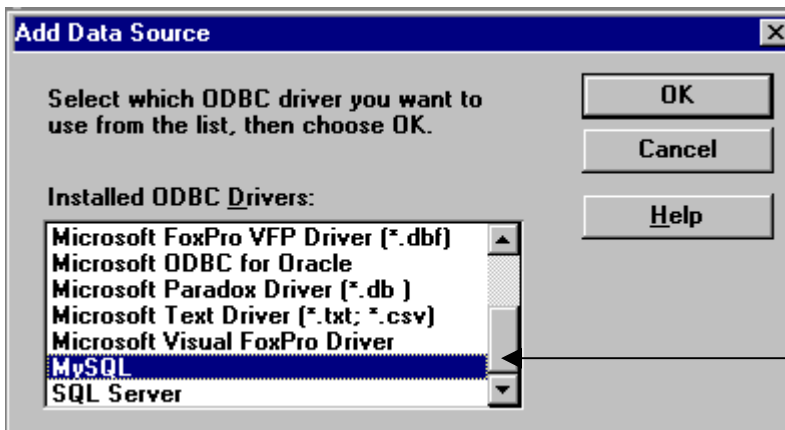 Add Data Source
Select which ODBC driver you want to
use from the list, then choose OK.
OK
Cancel
Help
Installed ODBC Drivers:
Microsoft FoxPro VFP Driver (*.dbf)
Microsoft ODBC for Oracle
Microsoft Paradox Driver (*.db )
Microsoft Text Driver (*.txt; *.csv)
Microsoft Visual FoxPro Driver
MySQL
SQL Server